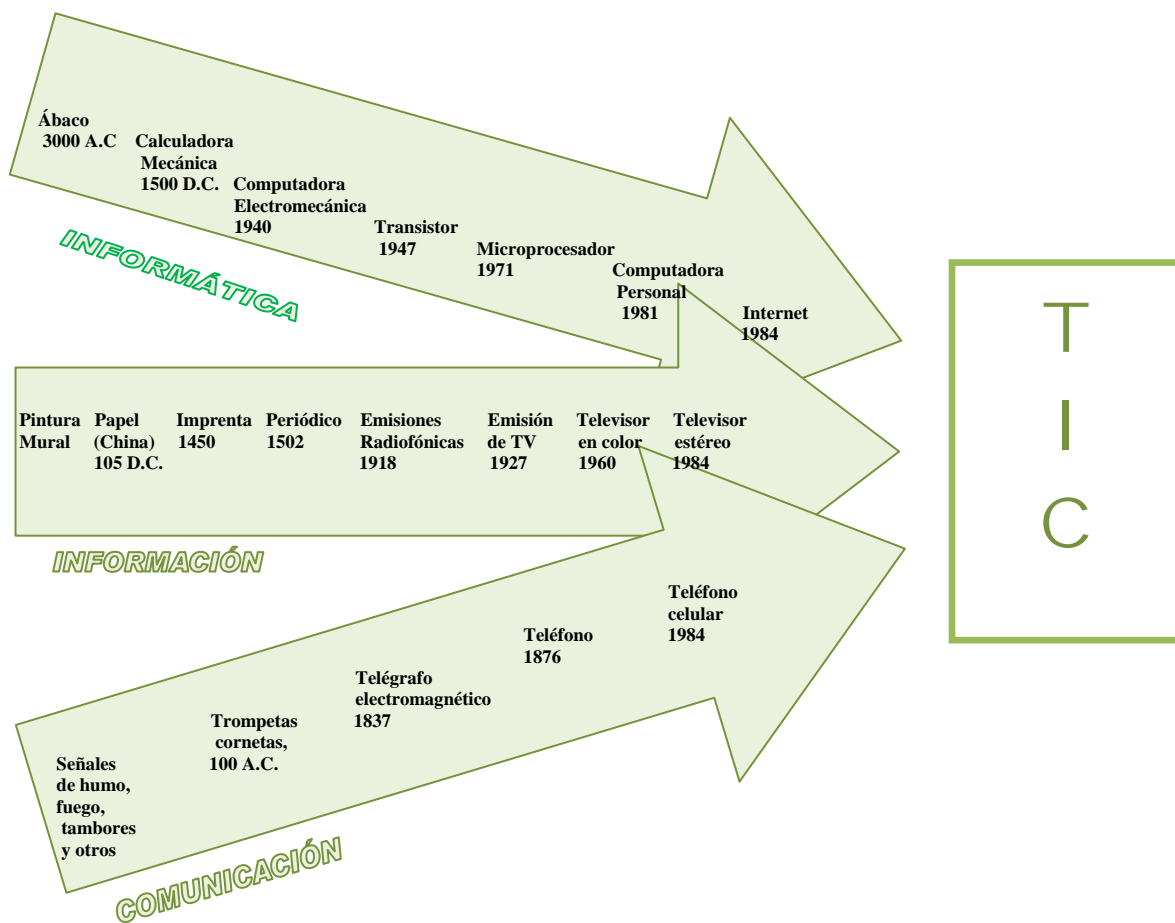 Ábaco
3000 A.C
Calculadora
Mecánica
1500 D.C.
Computadora
Electromecánica
1940
Transistor
1947
Microprocesador
1971
Computadora
Personal
1981
Internet
1984
INFORMÁTICA
Pintura
Mural
Papel
(China)
105 D.C.
Imprenta
1450
Periódico
1502
Emisiones
Radiofónicas
1918
Emisión
de TV
1927
Televisor
en color
1960
Televisor
estéreo
1984
INFORMACIÓN
Señales
de humo,
fuego,
tambores
y otros
Trompetas
cornetas,
100 A.C.
Telégrafo
electromagnético
1837
Teléfono
1876
Teléfono
celular
1984
COMUNICACIÓN
T
I
C